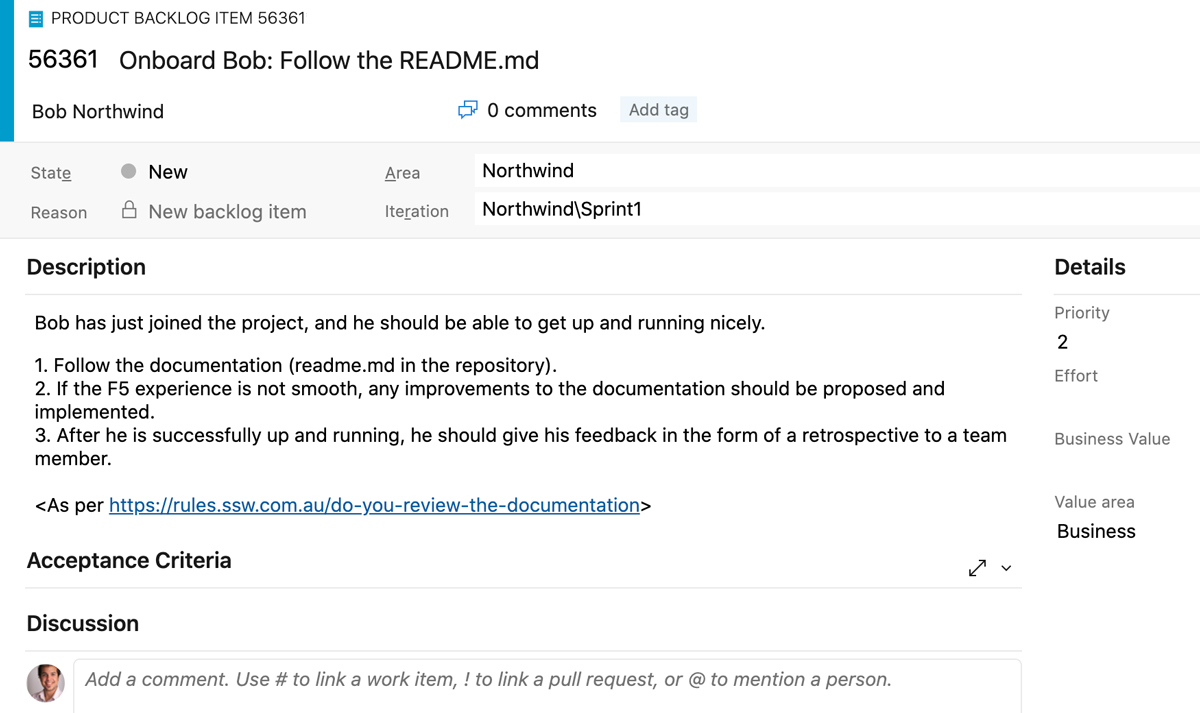 PRODUCT BACKLOG ITEM 56361
56361 Onboard Bob: Follow the README.md
Bob Northwind 0 comments Add tag
State New Area Northwind
Reason New backlog item Iteration Northwind\Sprint1
Description Details
Priority
Bob has just joined the project, and he should be able to get up and running nicely.
2
1. Follow the documentation (readme.md in the repository).
Effort
2. If the F5 experience is not smooth, any improvements to the documentation should be proposed and
implemented.
3. After he is successfully up and running, he should give his feedback in the form of a retrospective to a team
Business Value
member.
<As per https://rules.ssw.com.au/do-you-review-the-documentation>
Value area
Business
Acceptance Criteria
Discussion
Add a comment. Use # to link a work item, ! to link a pull request, or @ to mention a person.